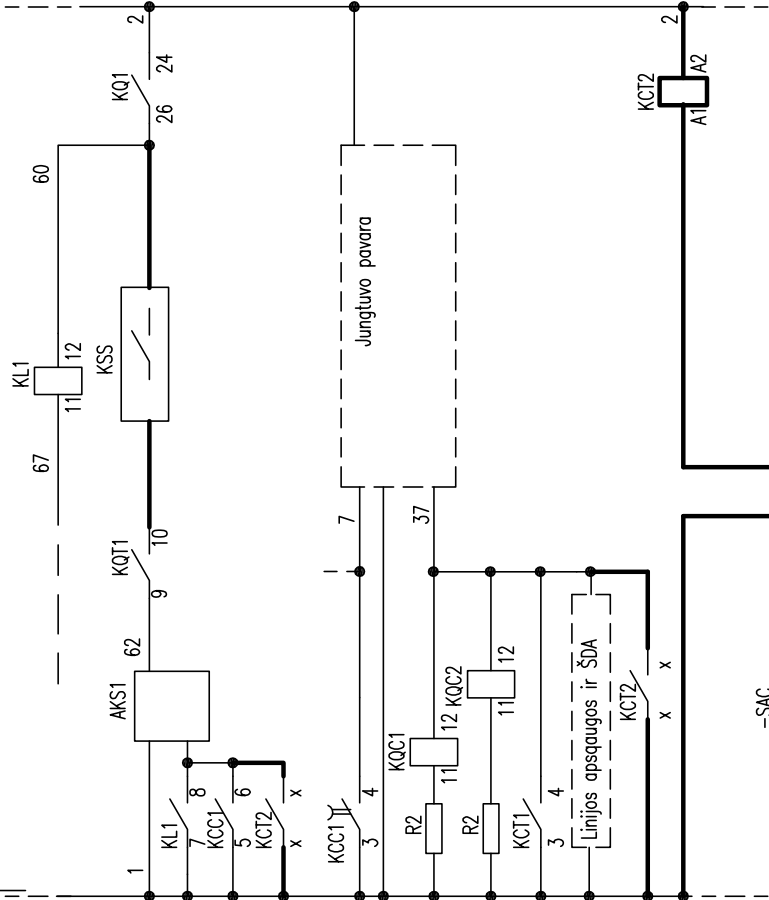 2
24
KQ1
26
60
KL1
12
11
67
KSS
KQT1
10
9
62
AKS1
KL1
8
7
KCC1
6
5
KCT2
x
x
1
Jungtuvo pavara
7
37
KCC1
4
3
KQC1
12
11
R2
KQC2
12
11
R2
KCT1
4
3
Linijos apsqaugos ir ŠDA
KCT2
x
x
2
KCT2
A2
A1
-SAC